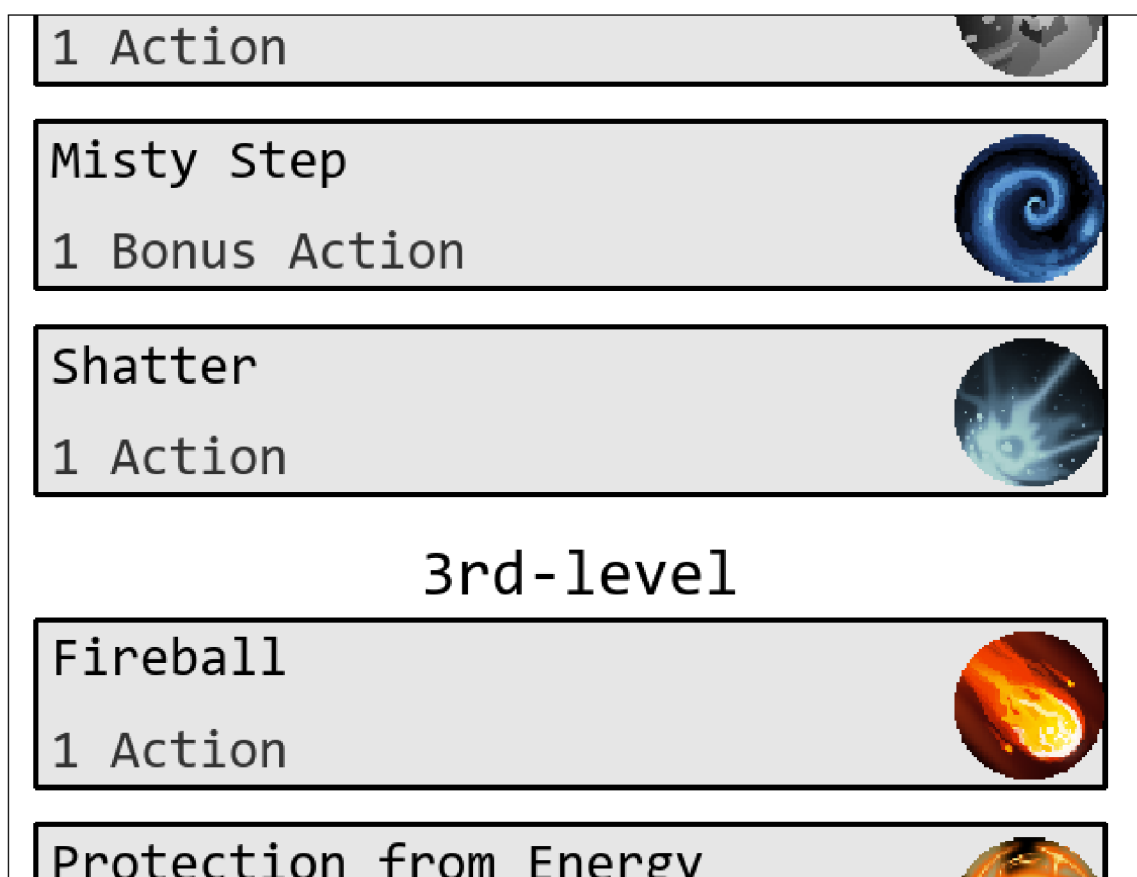 1 Action
Misty Step
1 Bonus Action
Shatter
1 Action
3rd-level
Fireball
1 Action
Protection from Energy